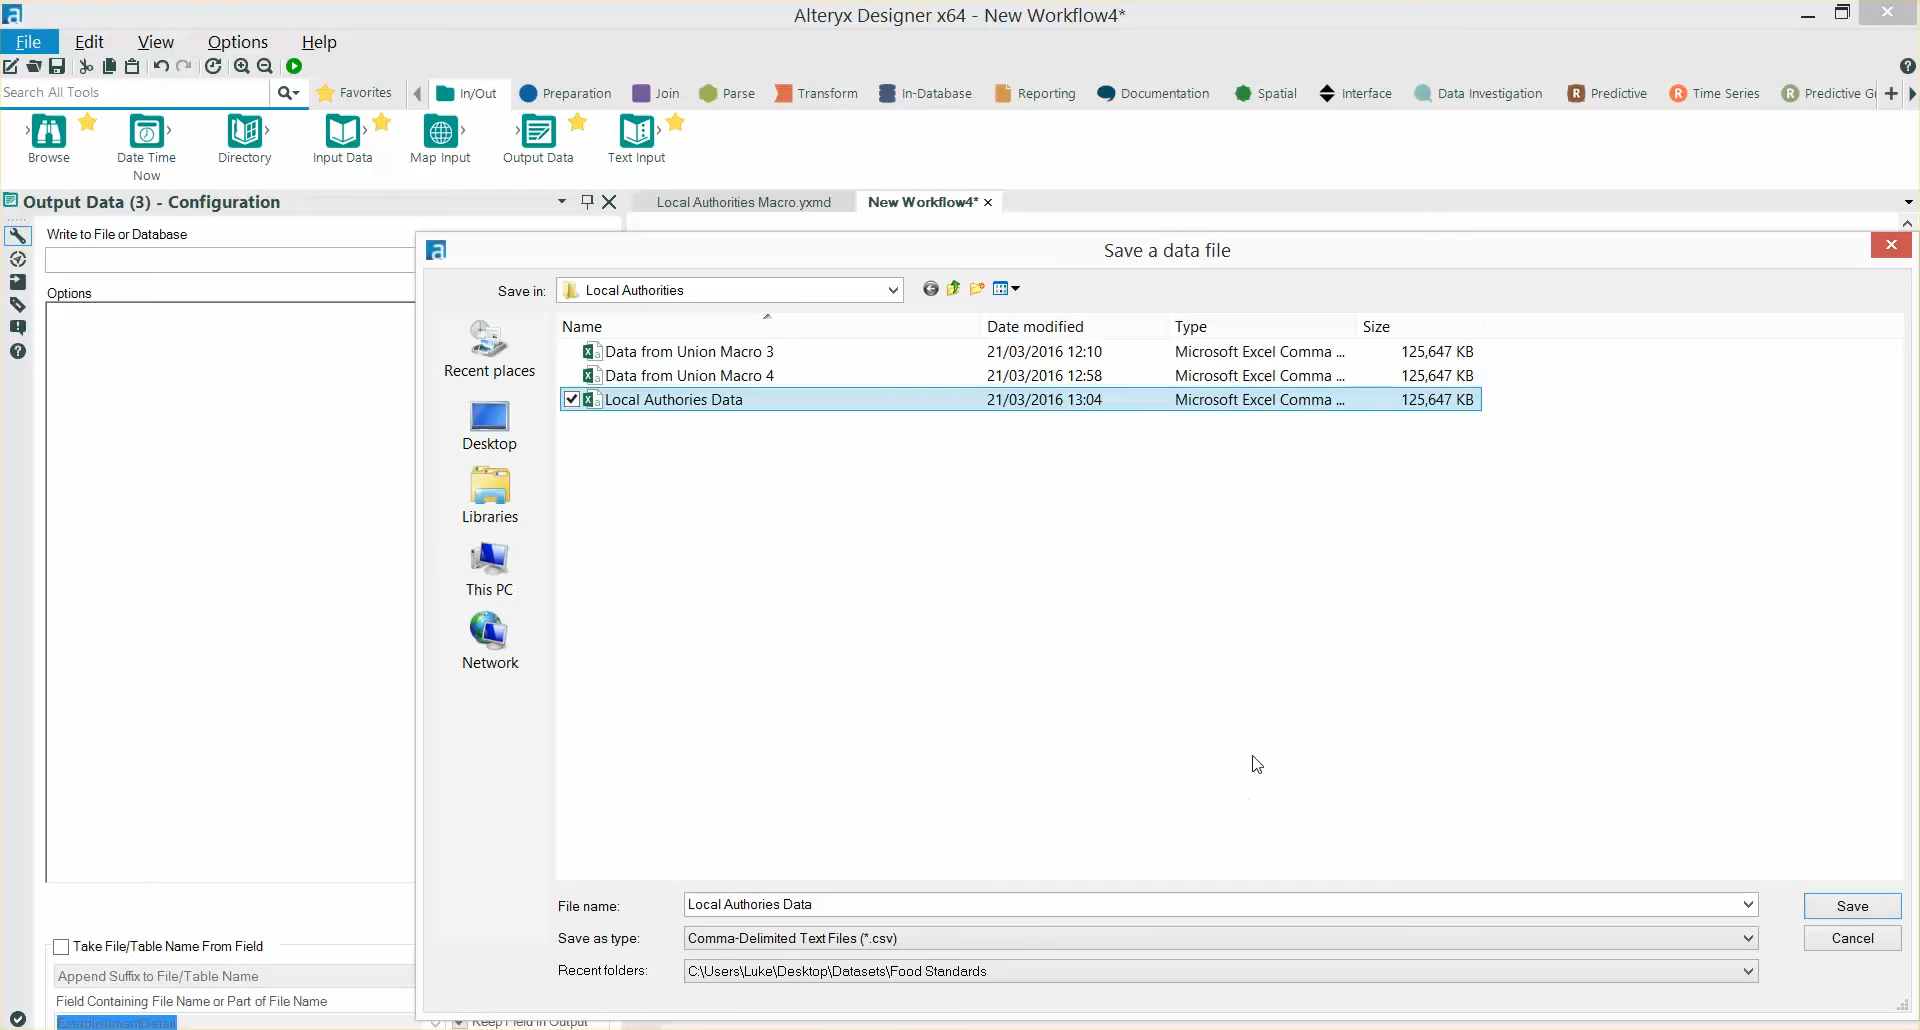 Alteryx Designer x64 - New Workflow4*
File Edit View Options Help
Search All Tools Favorites In/Out Preparation Join Parse Transform In-Database Reporting Documentation Spatial Interface Data Investigation Predictive Time Series Predictive
Browse Date Time Now Directory Input Data Map Input Output Data Text Input
Output Data (3) - Configuration
Local Authorities Macro.yxmd New Workflow4*
Write to File or Database
Options
Save a data file
Save in: Local Authorities
Name Date modified Type Size
Data from Union Macro 3 21/03/2016 12:10 Microsoft Excel Comma ... 125,647 KB
Data from Union Macro 4 21/03/2016 12:58 Microsoft Excel Comma ... 125,647 KB
Local Authories Data 21/03/2016 13:04 Microsoft Excel Comma ... 125,647 KB
Recent places
Desktop
Libraries
This PC
Network
File name: Local Authories Data Save
Save as type: Comma-Delimited Text Files (*.csv) Cancel
Recent folders: C:\Users\Luke\Desktop\Datasets\Food Standards
Take File/Table Name From Field
Append Suffix to File/Table Name
Field Containing File Name or Part of File Name
Keep Field in Output